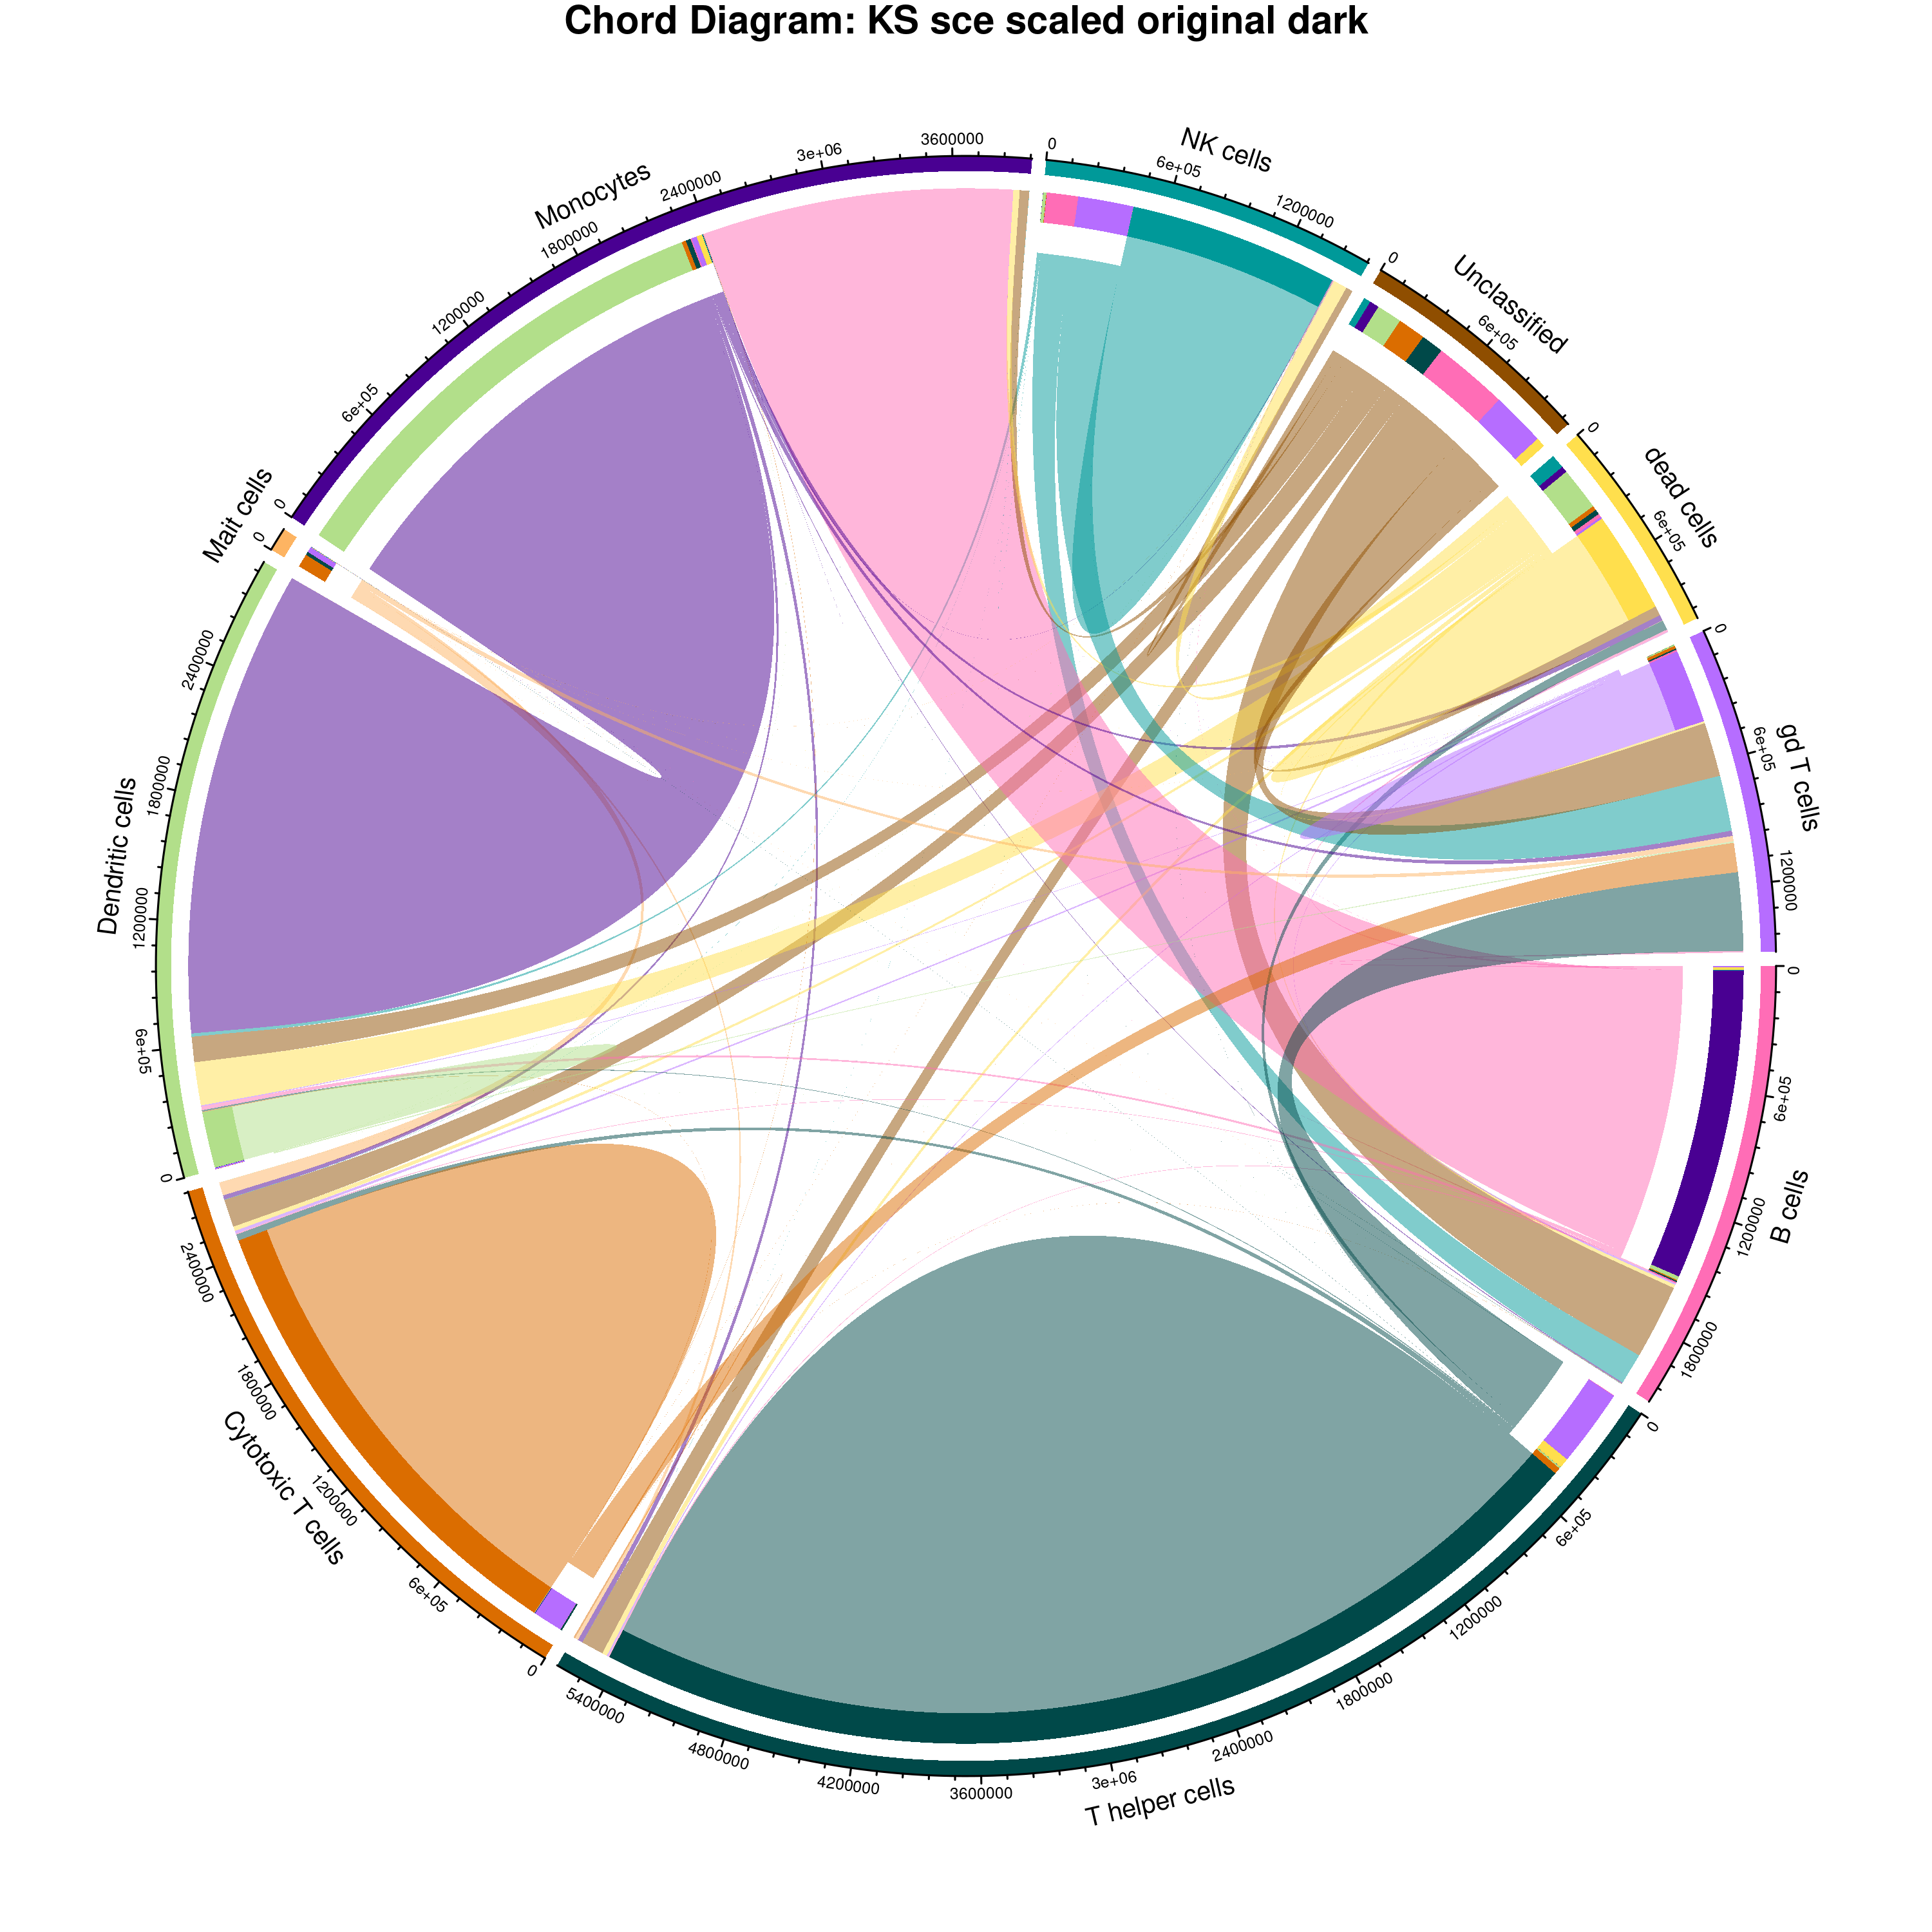 Chord Diagram: KS sce scaled original dark
NK cells
0
6e+05
1200000
Unclassified
0
6e+05
dead cells
0
6e+05
gd T cells
0
6e+05
1200000
B cells
0
6e+05
1200000
1800000
T helper cells
0
6e+05
1200000
1800000
2400000
3e+06
3600000
4200000
4800000
5400000
Cytotoxic T cells
0
6e+05
1200000
1800000
2400000
Dendritic cells
0
6e+05
1200000
1800000
2400000
Mait cells
0
Monocytes
0
6e+05
1200000
1800000
2400000
3e+06
3600000